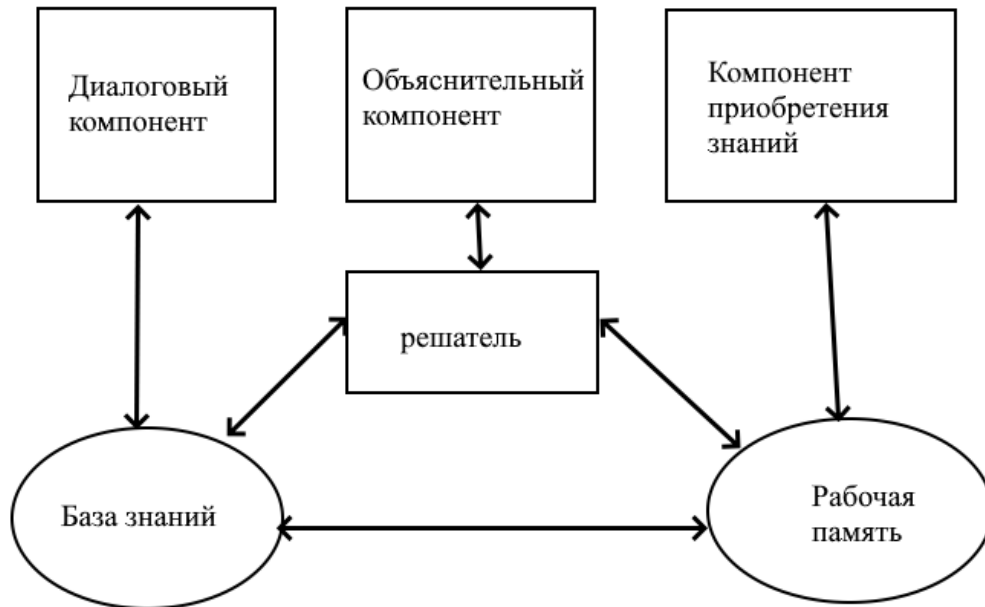 Диалоговый
компонент
Объяснительный
компонент
Компонент
приобретения
знаний
решатель
База знаний
Рабочая
память